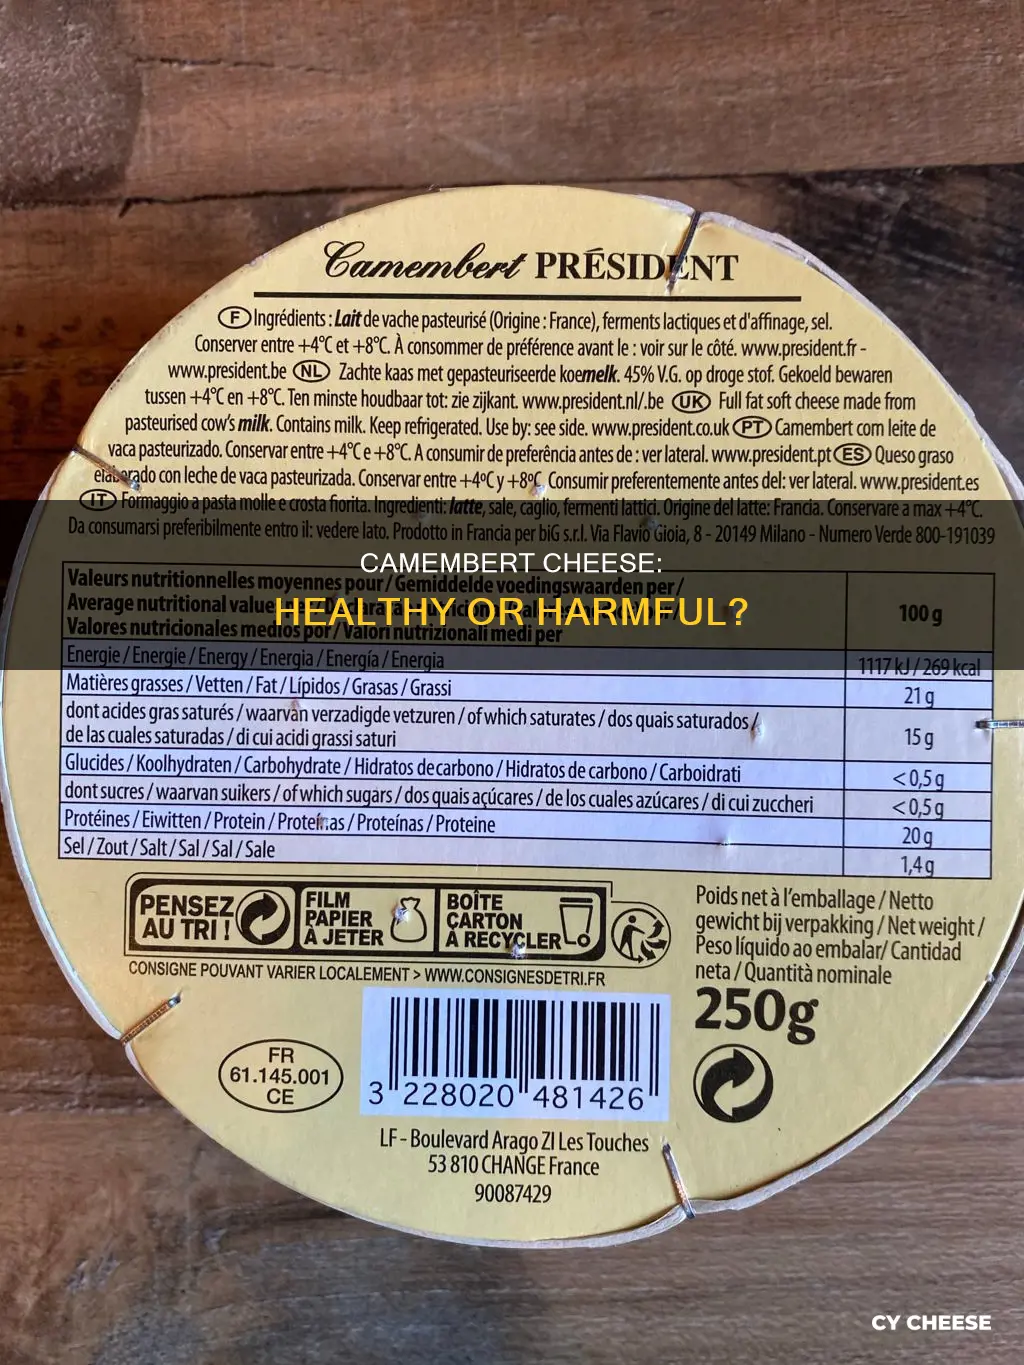 Camembert PRÉSIDENT
F Ingrédients : Lait de vache pasteurisé (Origine : France), ferments lactiques et d'affinage, sel.
Conserver entre +4°C et +8°C. À consommer de préférence avant le : voir sur le côté. www.president.fr -
www.president.be NL Zachte kaas met gepasteuriseerde koemelk. 45% V.G. op droge stof. Gekoeld bewaren
tussen +4°C en +8°C. Ten minste houdbaar tot: zie zijkant. www.president.nl/.be UK Full fat soft cheese made from
pasteurised cow's milk. Contains milk. Keep refrigerated. Use by: see side. www.president.co.uk PT Camembert com leite de
vaca pasteurizado. Conservar entre +4°C e +8°C. A consumir de preferência antes de : ver lateral. www.president.pt ES Queso graso
elaborado con leche de vaca pasteurizada. Conservar entre +4°C y +8°C. Consumir preferentemente antes del: ver lateral. www.president.es
IT Formaggio a pasta molle e crosta fiorita. Ingredienti: latte, sale, caglio, fermenti lattici. Origine del latte: Francia. Conservare a max +4°C.
Da consumarsi preferibilmente entro il: vedere lato. Prodotto in Francia per biG s.r.l. Via Flavio Gioia, 8 - 20149 Milano - Numero Verde 800-191039
CAMEMBERT CHEESE:
HEALTHY OR HARMFUL?
Valeurs nutritionnelles moyennes pour / Gemiddelde voedingswaarden per /
Average nutritional value
Valores nutricionales medios por / Valori nutrizionali medi per
100 g
Energie / Energie / Energy / Energia / Energía / Energia 1117 kJ / 269 kcal
Matières grasses / Vetten / Fat / Lípidos / Grasas / Grassi 21 g
dont acides gras saturés / waarvan verzadigde vetzuren / of which saturates / dos quais saturados /
de las cuales saturadas / di cui acidi grassi saturi 15 g
Glucides / Koolhydraten / Carbohydrate / Hidratos de carbono / Hidratos de carbono / Carboidrati <0,5 g
dont sucres / waarvan suikers / of which sugars / dos quais açúcares / de los cuales azúcares / di cui zuccheri <0,5 g
Protéines / Eiwitten / Protein / Proteínas / Proteínas / Proteine 20 g
Sel / Zout / Salt / Sal / Sal / Sale 1,4 g
PENSEZ
AU TRI !
FILM
PAPIER
À JETER
BOÎTE
CARTON
À RECYCLER
CONSIGNE POUVANT VARIER LOCALEMENT > WWW.CONSIGNESDETRI.FR
Poids net à l'emballage / Netto
gewicht bij verpakking / Net weight /
Peso líquido ao embalar/ Cantidad
neta / Quantità nominale
250g
FR
61.145.001
CE
3 228020 481426
LF - Boulevard Arago ZI Les Touches
53 810 CHANGE France
90087429
CY CHEESE